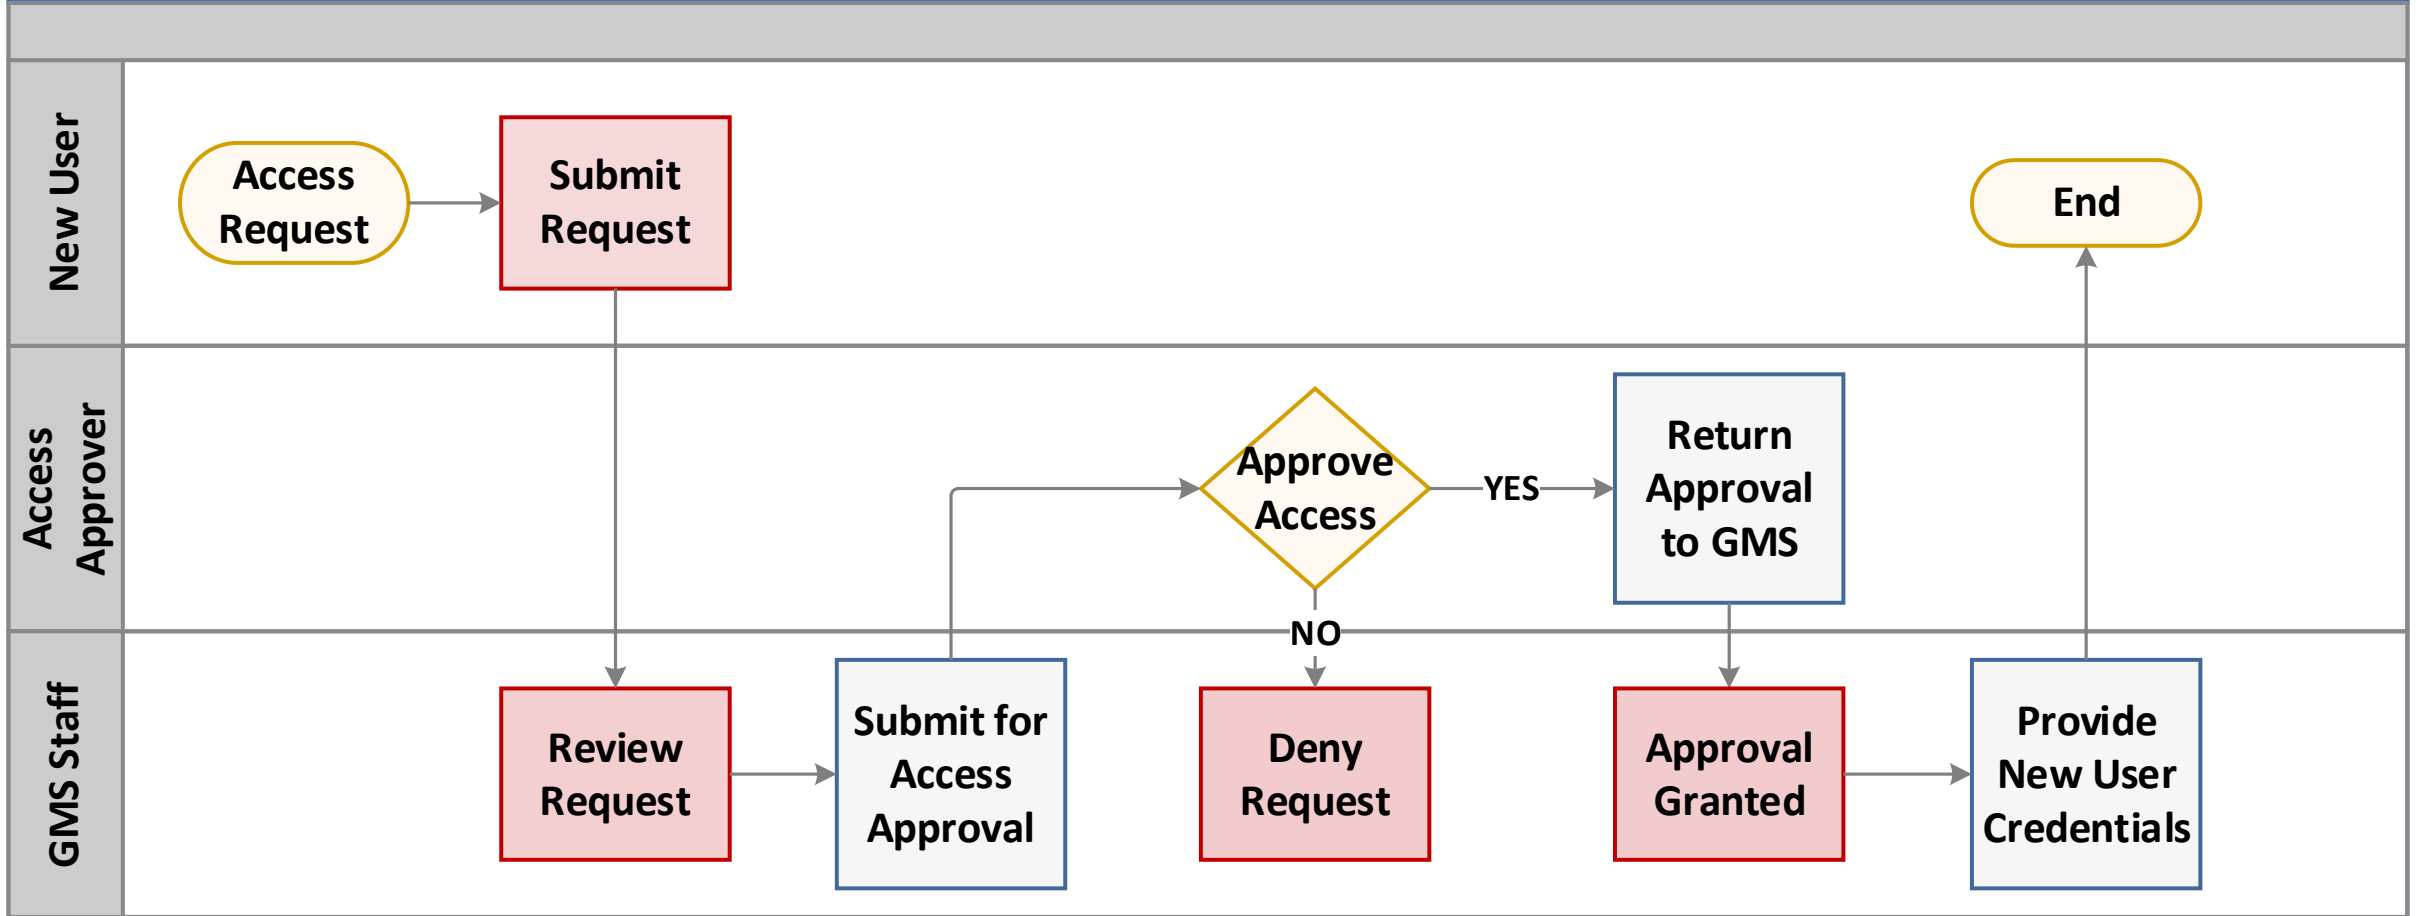 New User
Access
Request
Submit
Request
End
Access
Approver
Approve
Access
YES
Return
Approval
to GMS
NO
GMS Staff
Review
Request
Submit for
Access
Approval
Deny
Request
Approval
Granted
Provide
New User
Credentials